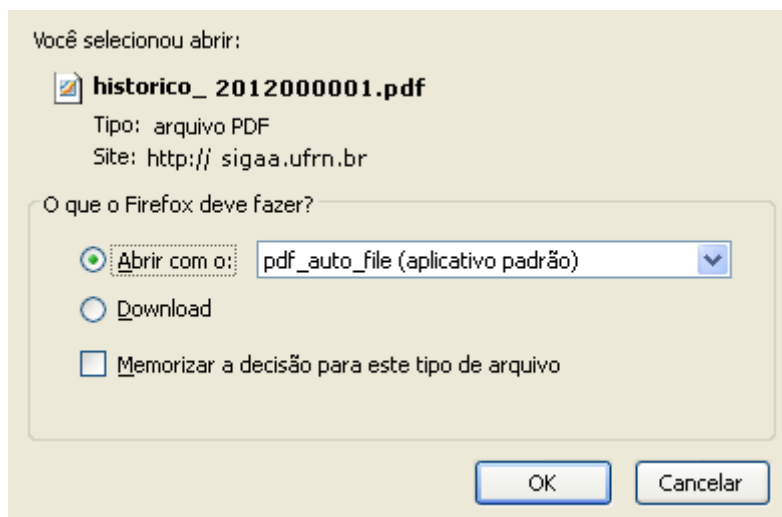 Você selecionou abrir:
historico_ 2012000001.pdf
Tipo: arquivo PDF
Site: http:// sigaa.ufrn.br
O que o Firefox deve fazer?
Abrir com o: pdf_auto_file (aplicativo padrão)
Download
Memorizar a decisão para este tipo de arquivo
OK Cancelar